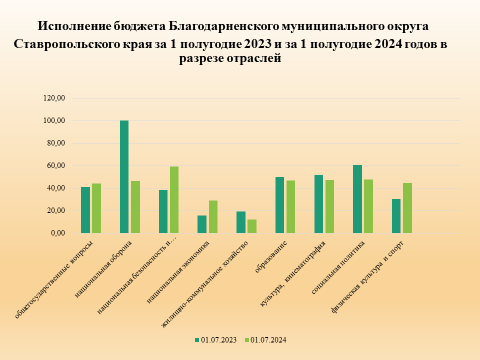 Исполнение бюджета Благодарненского муниципального округа
Ставропольского края за 1 полугодие 2023 и за 1 полугодие 2024 годов в
разрезе отраслей
120,00
100,00
80,00
60,00
40,00
20,00
0,00
общегосударственные вопросы
национальная оборона
национальная безопасность и…
национальная экономика
жилищно-коммунальное хозяйство
образование
культура, кинематография
социальная политика
физическая культура и спорт
01.07.2023
01.07.2024